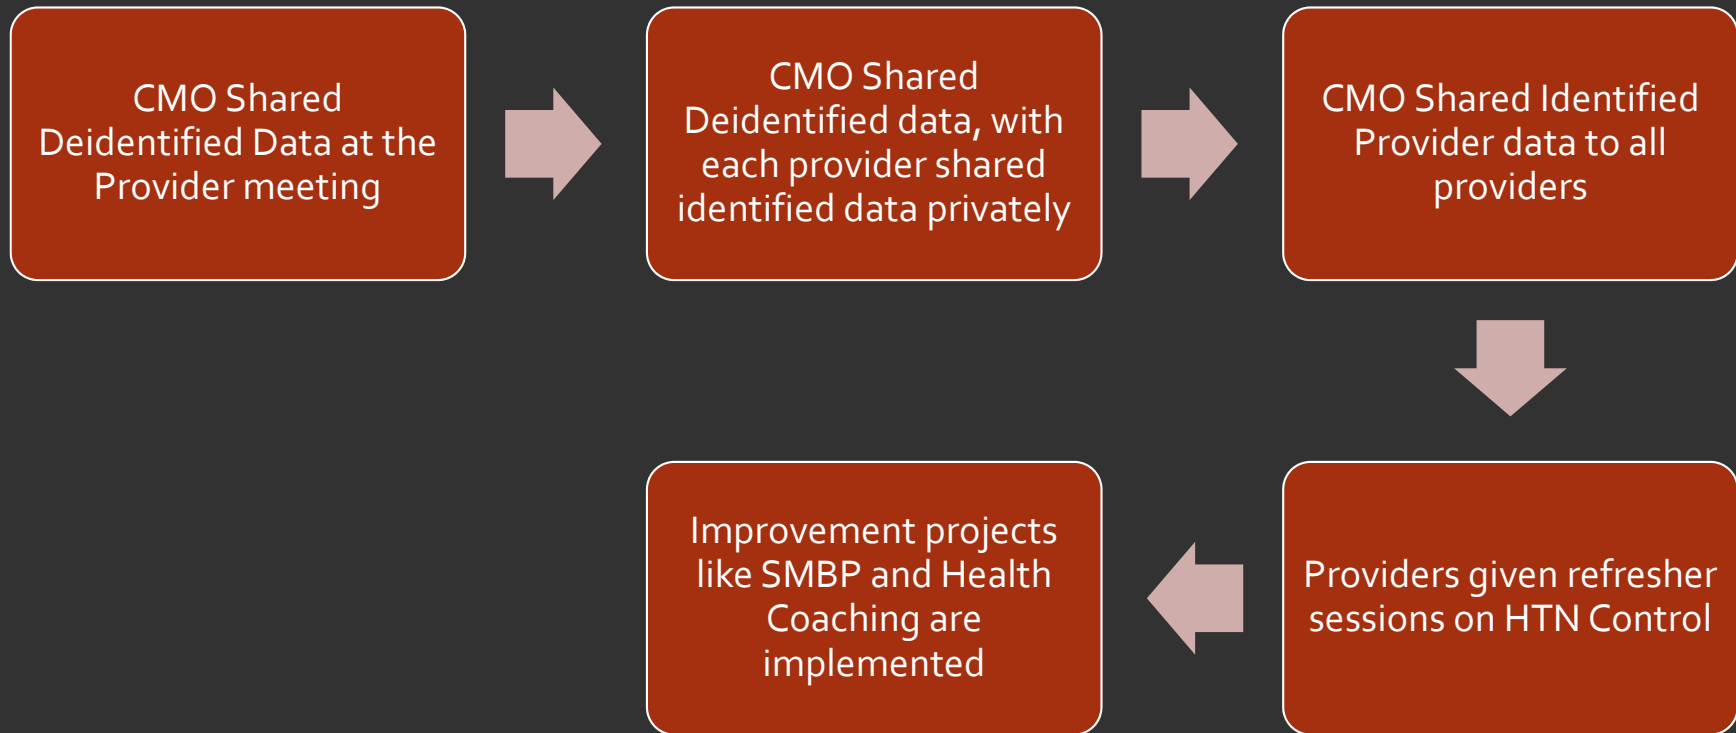 CMO Shared
Deidentified Data at the
Provider meeting
CMO Shared
Deidentified data, with
each provider shared
identified data privately
CMO Shared Identified
Provider data to all
providers
Providers given refresher
sessions on HTN Control
Improvement projects
like SMBP and Health
Coaching are
implemented